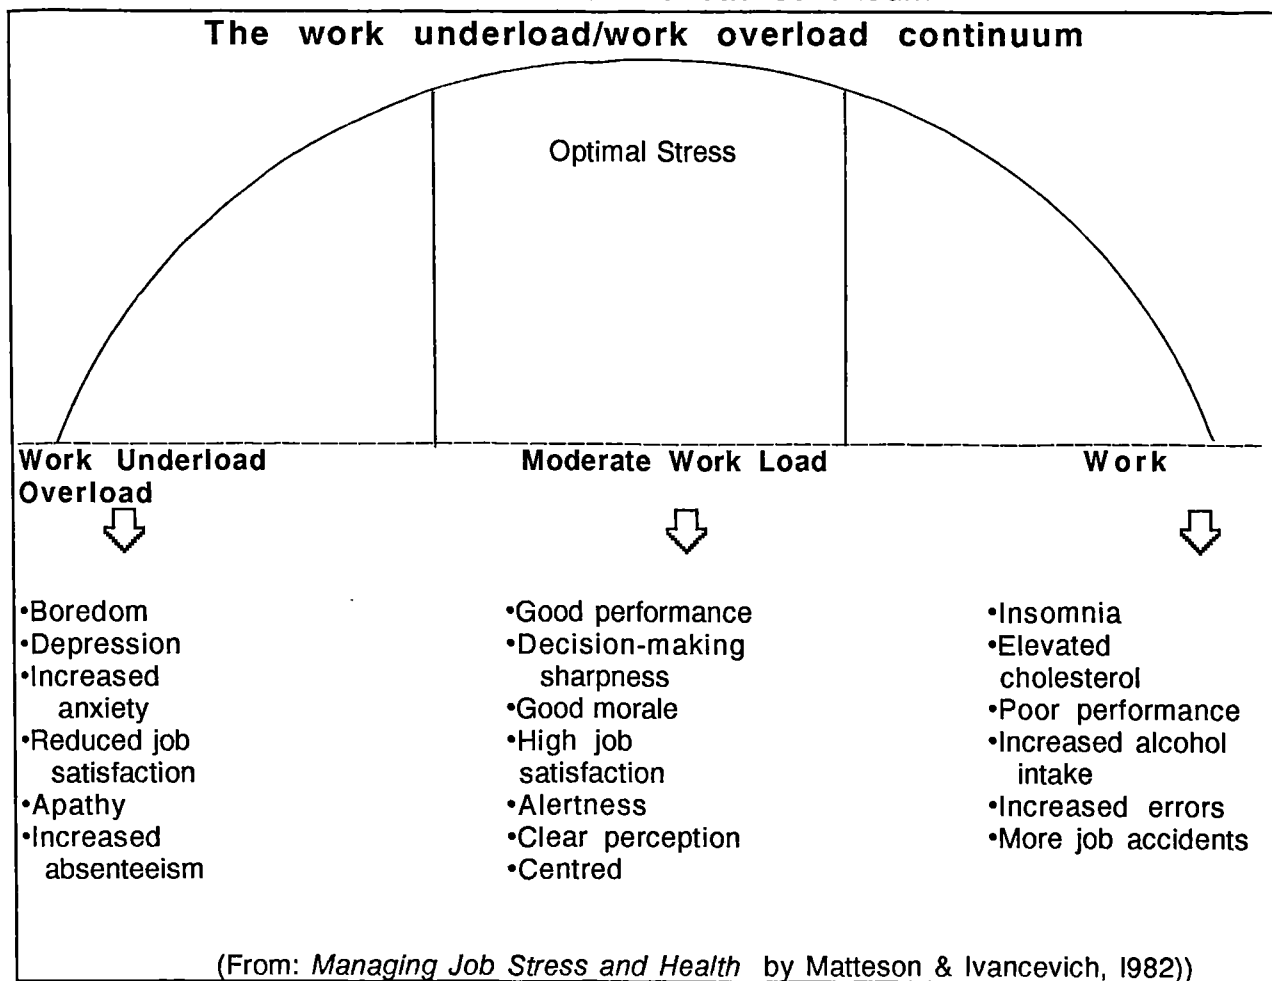 The work underload/work overload continuum
Optimal Stress
Work Underload Moderate Work Load Work
Overload
•Boredom
•Depression
•Increased
anxiety
•Reduced job
satisfaction
•Apathy
•Increased
absenteeism
•Good performance
•Decision-making
sharpness
•Good morale
•High job
satisfaction
•Alertness
•Clear perception
•Centred
•Insomnia
•Elevated
cholesterol
•Poor performance
•Increased alcohol
intake
•Increased errors
•More job accidents
(From: Managing Job Stress and Health by Matteson & Ivancevich, I982))